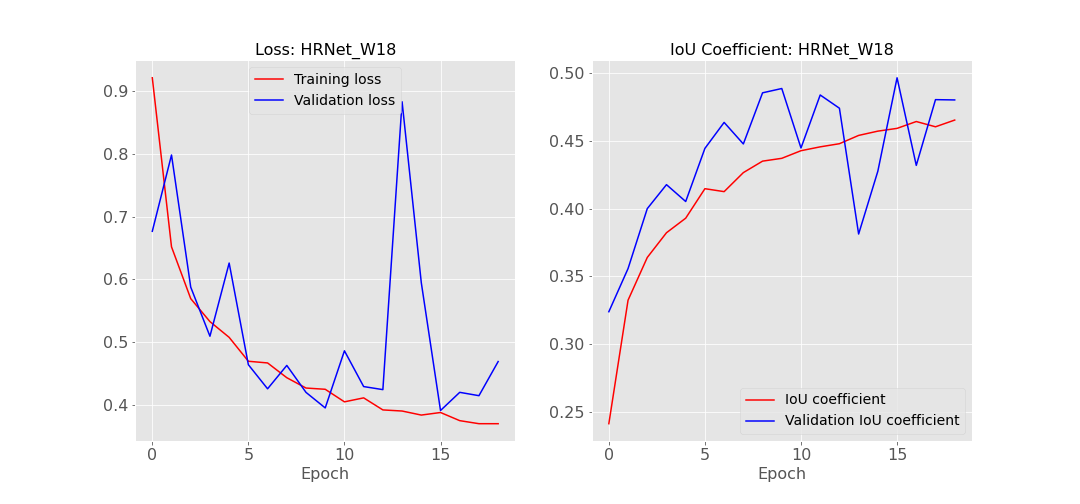 Loss: HRNet_W18
Training loss
Validation loss
0.9
0.8
0.7
0.6
0.5
0.4
0
5
10
15
Epoch
IoU Coefficient: HRNet_W18
0.50
0.45
0.40
0.35
0.30
0.25
IoU coefficient
Validation IoU coefficient
0
5
10
15
Epoch